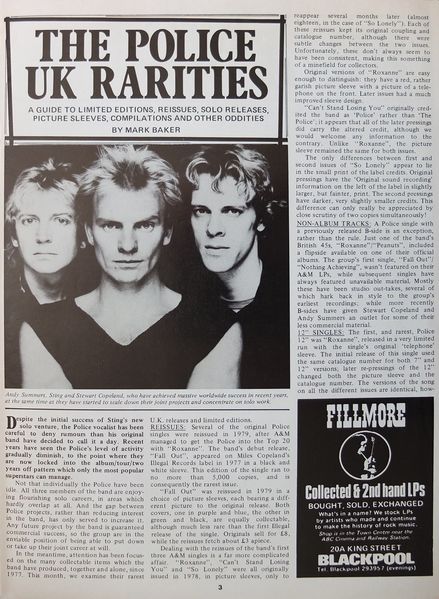 THE POLICE
UK RARITIES
A GUIDE TO LIMITED EDITIONS, REISSUES, SOLO RELEASES,
PICTURE SLEEVES, COMPILATIONS AND OTHER ODDITIES
BY MARK BAKER
Andy Summars, Sting and Stewart Copeland, who have achieved massive worldwide success in recent years,
at the same time as they have started to scale down their joint projects and concentrate on solo work.
Despite the initial success of Sting's new
solo venture, the Police vocalist has been
careful to deny rumours than his original
band have decided to call it a day. Recent
years have seen the Police's level of activity
gradually diminish, to the point where they
are now locked into the album/tour/two
years off pattern which only the most popular
superstars can manage.
Not that individually the Police have been
idle. All three members of the band are enjoy-
ing flourishing solo careers, in areas which
hardly overlap at all. And the gap between
Police projects, rather than reducing interest
in the band, has only served to increase it.
Any future project by the band is guaranteed
commercial success, so the group are in the
enviable position of being able to put down
or take up their joint career at will.
In the meantime, attention has been focus-
ed on the many collectable items which the
band have produced, together and alone, since
1977. This month, we examine their rarest
U.K. releases and limited editions.
REISSUES: Several of the original Police
singles were reissued in 1979, after A&M
managed to get the Police into the Top 20
with "Roxanne". The band's debut release,
"Fall Out", appeared on Miles Copeland's
Illegal Records label in 1977 in a black and
white sleeve. This edition of the single ran to
no more than 5,000 copies, and is
consequently the rarest issue.
"Fall Out" was reissued in 1979 in a
choice of picture sleeves, each bearing a diff-
erent picture to the original release. Both
covers, one in purple and blue, the other in
green and black, are equally collectable,
although much less rare than the first Illegal
release of the single. Originals sell for £8,
while the reissues fetch about £3 apiece.
Dealing with the reissues of the band's first
three A&M singles is a far more complicated
affair. "Roxanne", "Can't Stand Losing
You" and "So Lonely" were all originally
issued in 1978, in picture sleeves, only to
reappear several months later (almost
eighteen, in the case of "So Lonely"). Each of
these reissues kept its original coupling and
catalogue number, although there were
subtle changes between the two issues.
Unfortunately, these don't always seem to
have been consistent, making this something
of a minefield for collectors.
Original versions of "Roxanne" are easy
enough to distinguish: they have a red, rather
garish picture sleeve with a picture of a tele-
phone on the front. Later issues had a much
improved sleeve design.
"Can't Stand Losing You" originally cred-
ited the band as 'Police' rather than 'The
Police'; it appears that all of the later pressings
did carry the altered credit, although we
would welcome any information to the
contrary. Unlike "Roxanne", the picture
sleeve remained the same for both issues.
The only differences between first and
second issues of "So Lonely" appear to lie
in the small print of the label credits. Original
pressings have the 'Original sound recording'
information on the left of the label in slightly
larger, but fainter, print. The second pressings
have darker, very slightly smaller credits. This
difference can only really be appreciated by
close scrutiny of two copies simultaneously!
NON-ALBUM TRACKS: A Police single with
a previously released B-side is an exception,
rather than the rule. Just one of the band's
British 45s, "Roxanne"/"Peanuts", included
a flipside available on one of their official
albums. The group's first single, "Fall Out"/
"Nothing Achieving", wasn't featured on their
A&M LPs, while subsequent singles have
always featured unavailable material. Mostly
these have been studio out-takes, several of
which hark back in style to the group's
earliest recordings; while more recently
B-sides have given Stewart Copeland and
Andy Summers an outlet for some of their
less commercial material.
12" SINGLES: The first, and rarest, Police
12" was "Roxanne", released in a very limited
run with the single's original 'telephone'
sleeve. The initial release of this single used
the same catalogue number for both 7" and
12" versions; later re-pressings of the 12"
changed both the picture sleeve and the
catalogue number. The versions of the song
on all the different issues are identical, how-
FILLMORE
Collected & 2nd hand LPs
BOUGHT, SOLD, EXCHANGED
What's in a name? We stock LPs
by artists who made and continue
to make the history of rock music.
Shop is in the Town Centre near the
ABC Cinema and Railway Station.
20A KING STREET
BLACKPOOL
Tel. Blackpool 293957 (evenings)
3